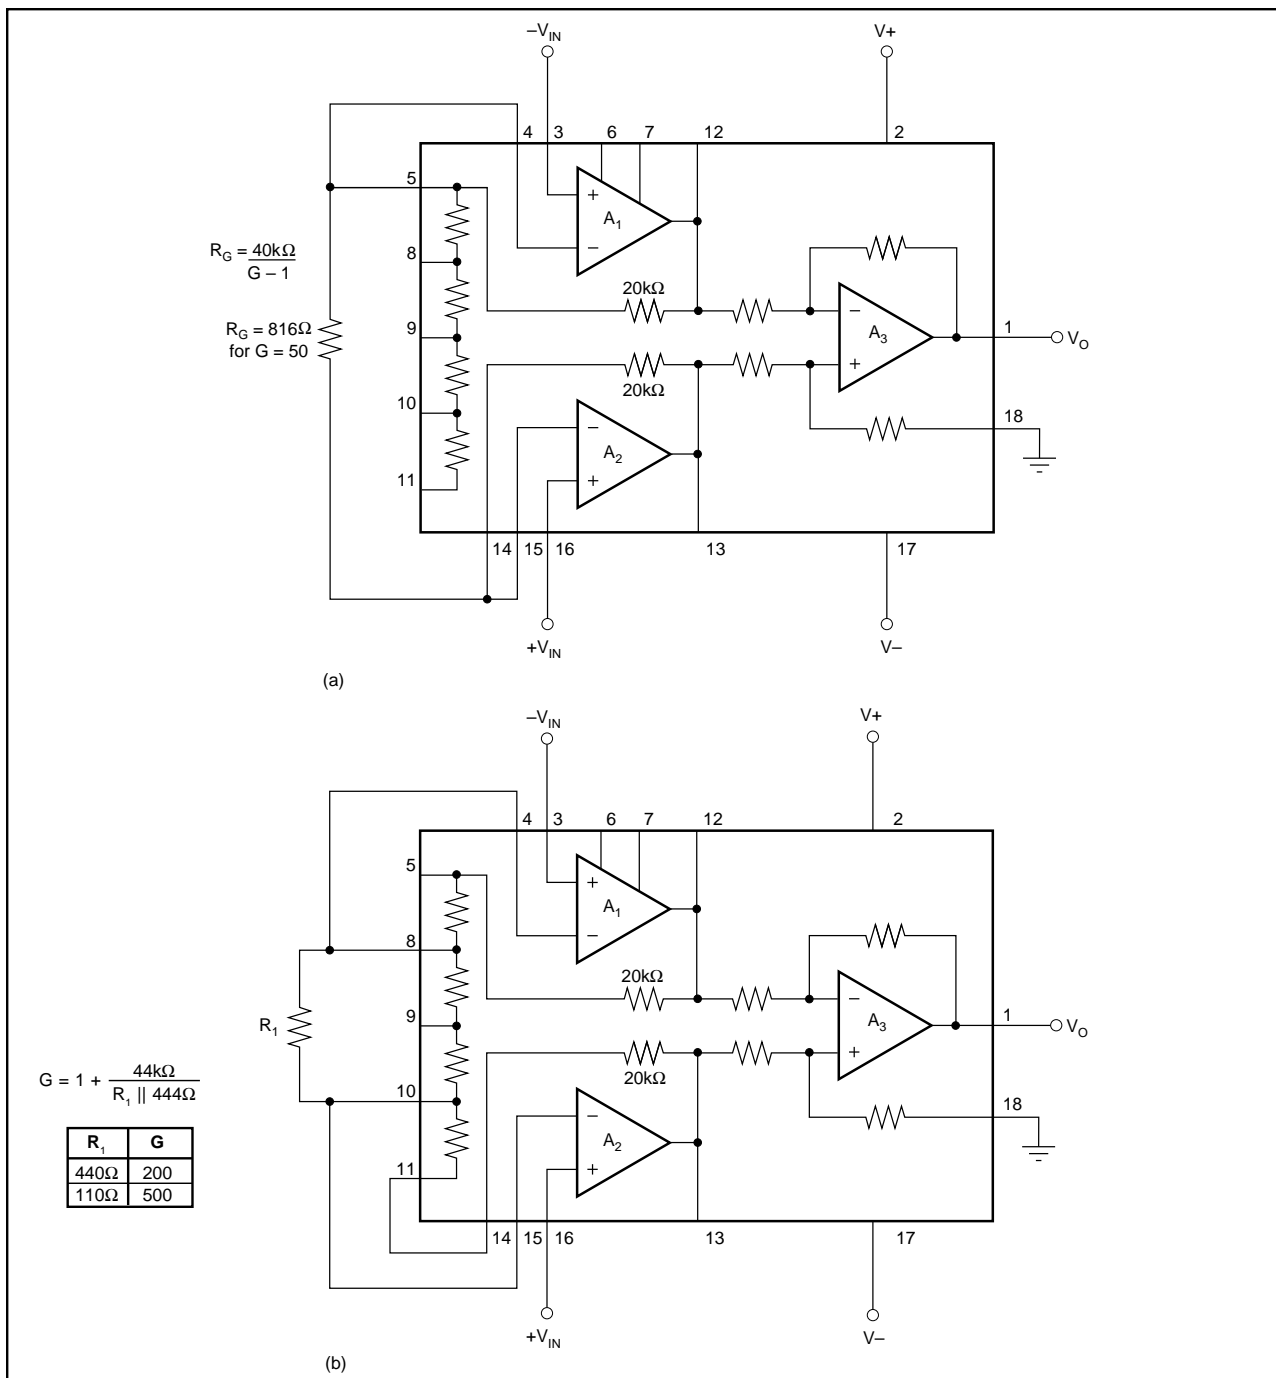 –V_IN
V+
4 3 6 7 12 2
5
+
A_1
–
8
R_G = 40kΩ / G – 1
20kΩ
–
A_3
+
9
R_G = 816Ω
for G = 50
1
V_O
20kΩ
10
–
A_2
+
18
11
14 15 16 13 17
+V_IN
V–
(a)
–V_IN
V+
4 3 6 7 12 2
5
+
A_1
–
8
20kΩ
–
A_3
+
9
R_1
1
V_O
20kΩ
G = 1 + 44kΩ / R_1 || 444Ω
10
–
A_2
+
18
R_1 G
440Ω 200
110Ω 500
11
14 15 16 13 17
+V_IN
V–
(b)